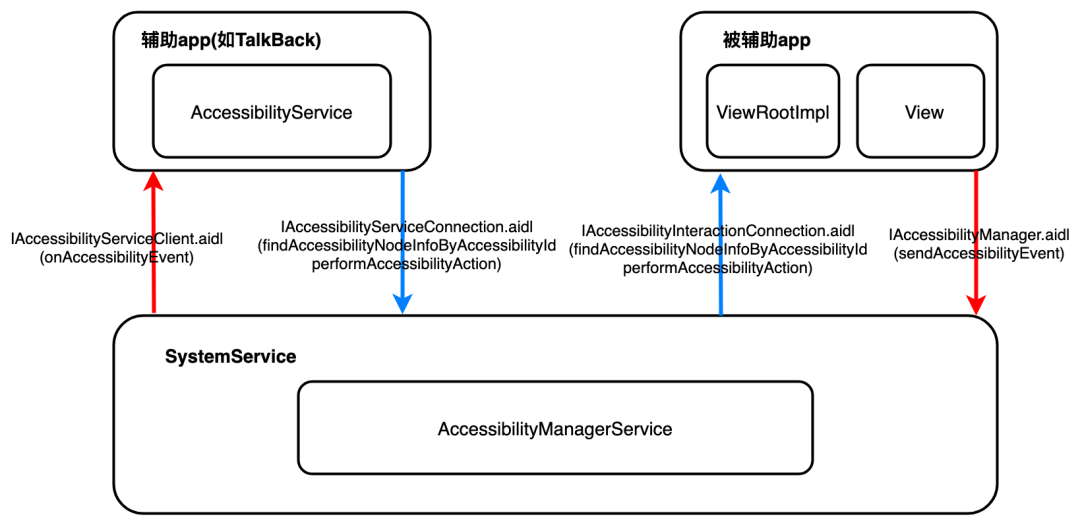 辅助app(如TalkBack)
AccessibilityService
被辅助app
ViewRootImpl
View
IAccessibilityServiceClient.aidl
(onAccessibilityEvent)
IAccessibilityServiceConnection.aidl
(findAccessibilityNodeInfoByAccessibilityId
performAccessibilityAction)
IAccessibilityInteractionConnection.aidl
(findAccessibilityNodeInfoByAccessibilityId
performAccessibilityAction)
IAccessibilityManager.aidl
(sendAccessibilityEvent)
SystemService
AccessibilityManagerService